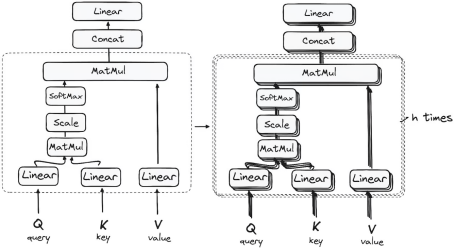 Linear
Concat
MatMul
SoftMax
Scale
MatMul
Linear Linear Linear
Q K V
query key value
Linear
Concat
MatMul
SoftMax
Scale
MatMul
Linear Linear Linear
h times
Q K V
query key value